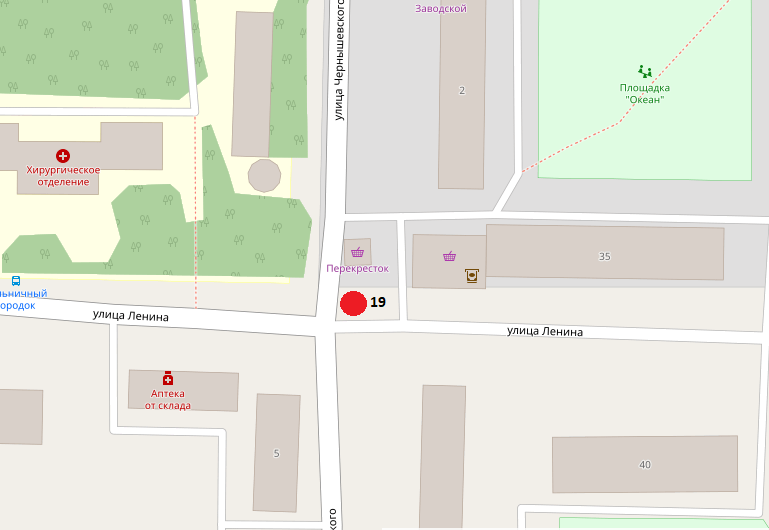 Заводской
улица Чернышевского
2
Площадка
"Океан"
Хирургическое
отделение
35
Перекресток
льничный
ородок
19
улица Ленина
улица Ленина
Аптека
от склада
5
40
кого